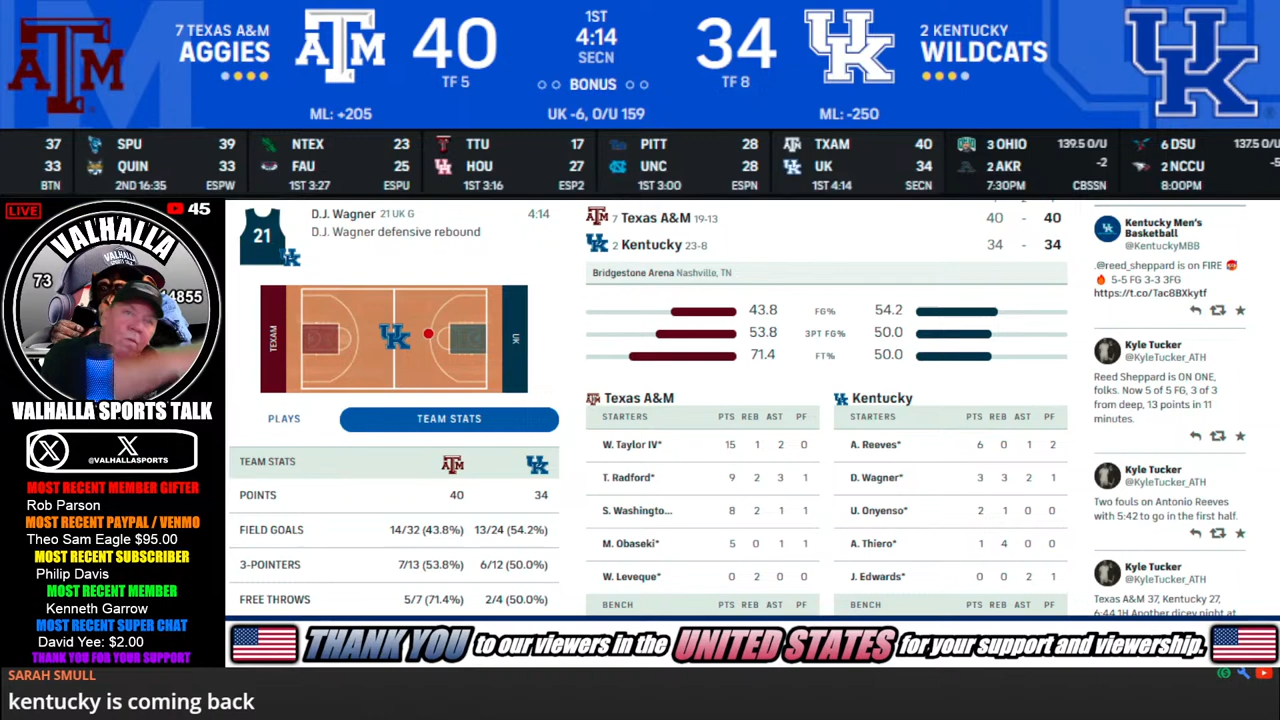 7 TEXAS A&M
AGGIES
ATM
40
TF 5
1ST
4:14
SECN
BONUS
34
TF 8
UK
2 KENTUCKY
WILDCATS
ML: +205
UK -6, O/U 159
ML: -250
37 SPU 39 NTEX 23 TTU 17 PITT 28 TXAM 40 3 OHIO 139.5 O/U 6 DSU 137.5 O/U
33 QUIN 33 FAU 25 HOU 27 UNC 28 UK 34 2 AKR -2 2 NCCU
BTN 2ND 16:35 ESPW 1ST 3:27 ESPU 1ST 3:16 ESP2 1ST 3:00 ESPN 1ST 4:14 SECN 7:30PM CBSSN 8:00PM
LIVE 45
VALHALLA
73
14855
VALHALLA SPORTS TALK
@VALHALLASPORTS
MOST RECENT MEMBER GIFTER
Rob Parson
MOST RECENT PAYPAL / VENMO
Theo Sam Eagle $95.00
MOST RECENT SUBSCRIBER
Philip Davis
MOST RECENT MEMBER
Kenneth Garrow
MOST RECENT SUPER CHAT
David Yee: $2.00
THANK YOU FOR YOUR SUPPORT
21
D.J. Wagner 21 UK G 4:14
D.J. Wagner defensive rebound
TEXAM
UK
UK
PLAYS
TEAM STATS
TEAM STATS
POINTS 40 34
FIELD GOALS 14/32 (43.8%) 13/24 (54.2%)
3-POINTERS 7/13 (53.8%) 6/12 (50.0%)
FREE THROWS 5/7 (71.4%) 2/4 (50.0%)
7 Texas A&M 19-13 40 - 40
2 Kentucky 23-8 34 - 34
Bridgestone Arena Nashville, TN
43.8 FG% 54.2
53.8 3PT FG% 50.0
71.4 FT% 50.0
Texas A&M
STARTERS PTS REB AST PF
W. Taylor IV* 15 1 2 0
T. Radford* 9 2 3 1
S. Washingto... 8 2 1 1
M. Obaseki* 5 0 1 1
W. Leveque* 0 2 0 0
BENCH PTS REB AST PF
Kentucky
STARTERS PTS REB AST PF
A. Reeves* 6 0 1 2
D. Wagner* 3 3 2 1
U. Onyenso* 2 1 0 0
A. Thiero* 1 4 0 0
J. Edwards* 0 0 2 1
BENCH PTS REB AST PF
Kentucky Men's
Basketball
@KentuckyMBB
.@reed_sheppard is on FIRE
5-5 FG 3-3 3FG
https://t.co/Tac8BXkytf
Kyle Tucker
@KyleTucker_ATH
Reed Sheppard is ON ONE,
folks. Now 5 of 5 FG, 3 of 3
from deep, 13 points in 11
minutes.
Kyle Tucker
@KyleTucker_ATH
Two fouls on Antonio Reeves
with 5:42 to go in the first half.
Kyle Tucker
@KyleTucker_ATH
Texas A&M 37, Kentucky 27,
6:44 1H Another dicey night at
THANK YOU to our viewers in the UNITED STATES for your support and viewership.
SARAH SMULL
kentucky is coming back